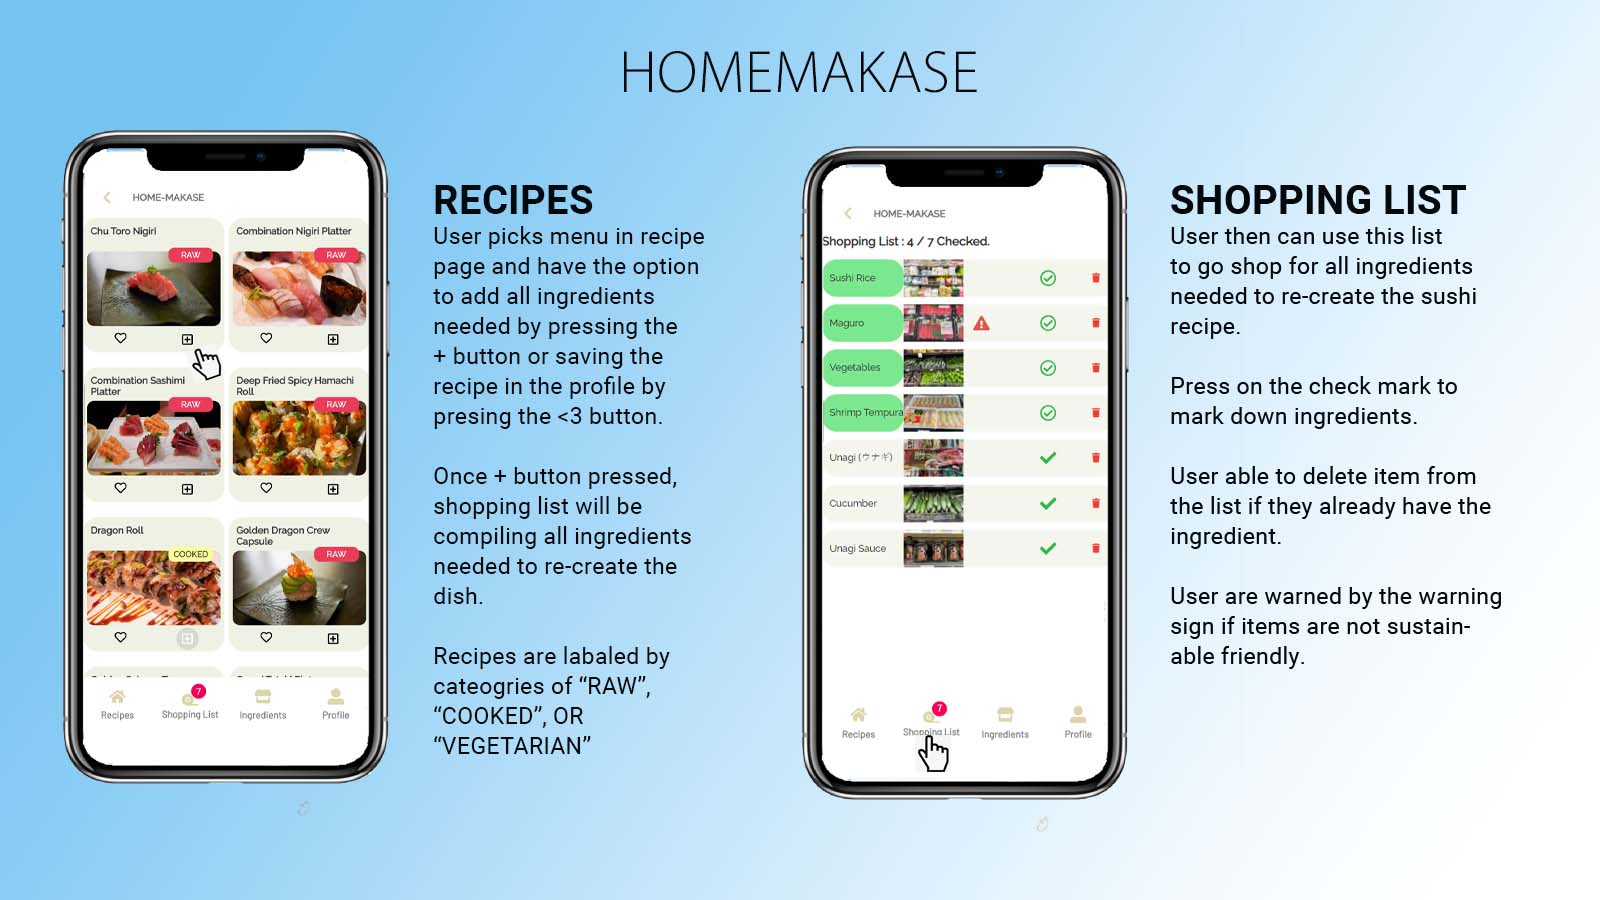 HOMEMAKASE
HOME-MAKASE
Chu Toro Nigiri
Combination Nigiri Platter
RAW
RAW
Combination Sashimi
Platter
Deep Fried Spicy Hamachi
Roll
RAW
RAW
Dragon Roll
Golden Dragon Crew
Capsule
COOKED
RAW
7
Recipes
Shopping List
Ingredients
Profile
RECIPES
User picks menu in recipe
page and have the option
to add all ingredients
needed by pressing the
+ button or saving the
recipe in the profile by
presing the <3 button.
Once + button pressed,
shopping list will be
compiling all ingredients
needed to re-create the
dish.
Recipes are labaled by
cateogries of “RAW”,
“COOKED”, OR
“VEGETARIAN”
HOME-MAKASE
Shopping List : 4 / 7 Checked.
Sushi Rice
Maguro
Vegetables
Shrimp Tempura
Unagi (ウナギ)
Cucumber
Unagi Sauce
7
Recipes
Shopping List
Ingredients
Profile
SHOPPING LIST
User then can use this list
to go shop for all ingredients
needed to re-create the sushi
recipe.
Press on the check mark to
mark down ingredients.
User able to delete item from
the list if they already have the
ingredient.
User are warned by the warning
sign if items are not sustain-
able friendly.